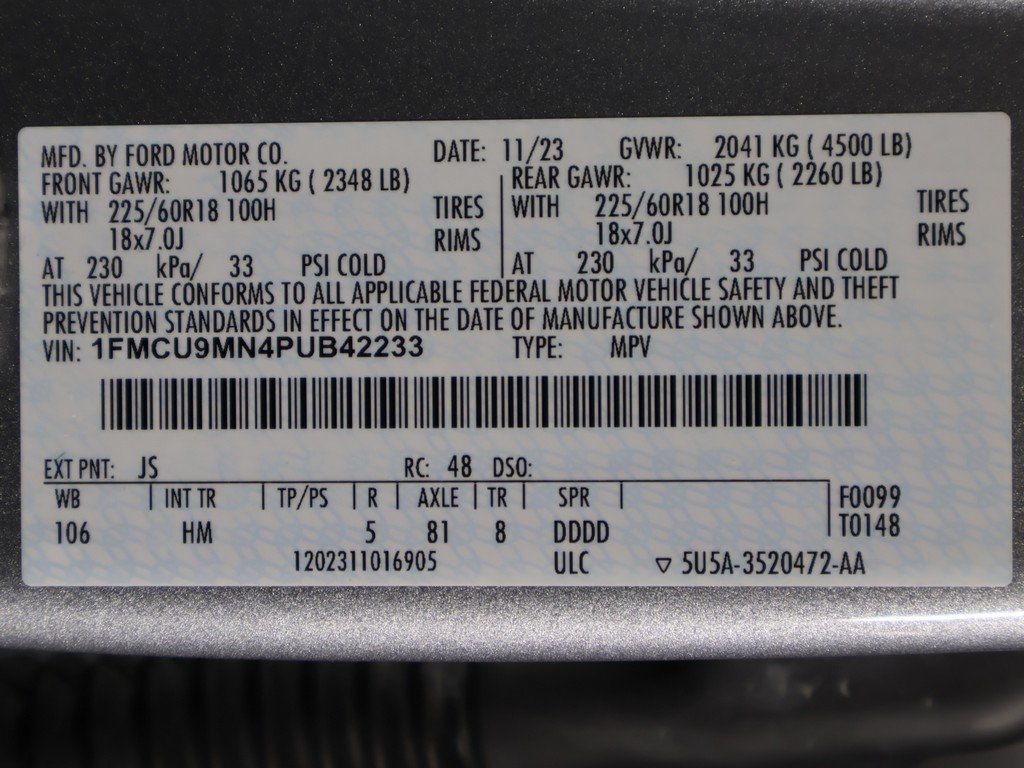 MFD. BY FORD MOTOR CO. DATE: 11/23 GVWR: 2041 KG ( 4500 LB)
FRONT GAWR: 1065 KG ( 2348 LB) REAR GAWR: 1025 KG ( 2260 LB)
WITH 225/60R18 100H TIRES WITH 225/60R18 100H TIRES
18x7.0J RIMS 18x7.0J RIMS
AT 230 kPa/ 33 PSI COLD AT 230 kPa/ 33 PSI COLD
THIS VEHICLE CONFORMS TO ALL APPLICABLE FEDERAL MOTOR VEHICLE SAFETY AND THEFT
PREVENTION STANDARDS IN EFFECT ON THE DATE OF MANUFACTURE SHOWN ABOVE.
VIN: 1FMCU9MN4PUB42233 TYPE: MPV
EXT PNT: JS RC: 48 DSO:
WB INT TR TP/PS R AXLE TR SPR F0099
106 HM 5 81 8 DDDD T0148
1202311016905 ULC ▽ 5U5A-3520472-AA